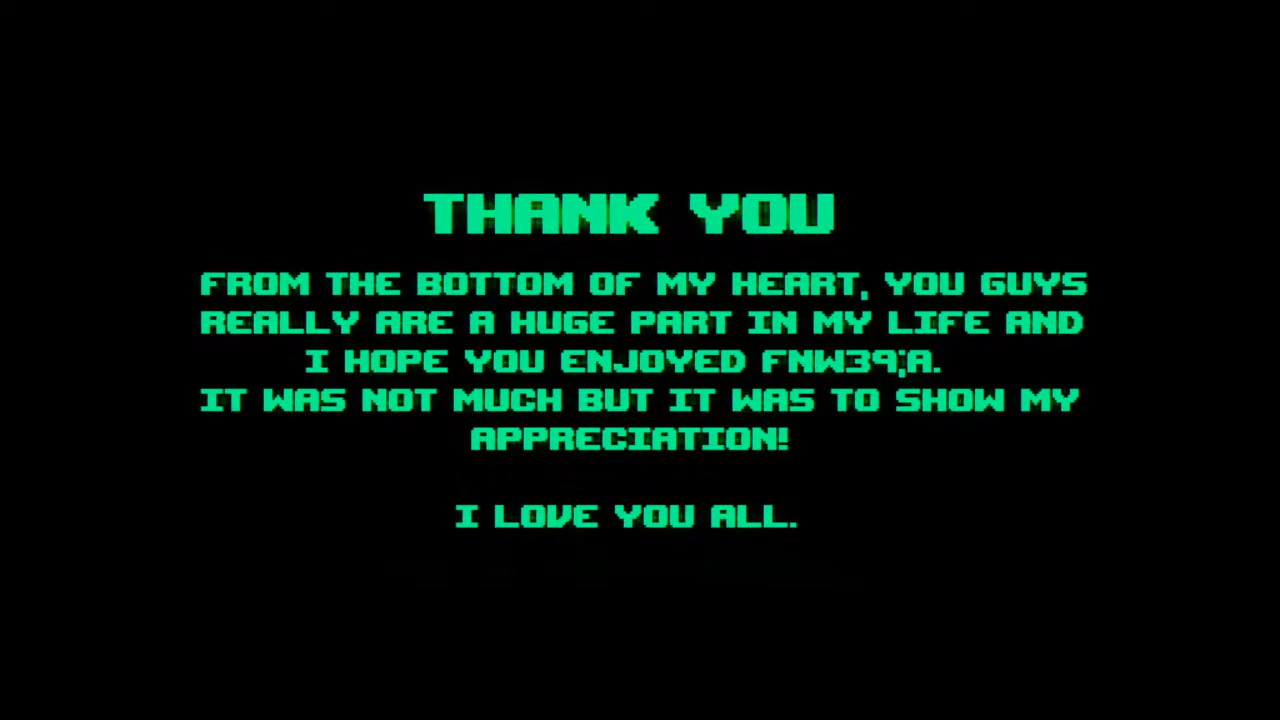 THANK YOU
FROM THE BOTTOM OF MY HEART, YOU GUYS
REALLY ARE A HUGE PART IN MY LIFE AND
I HOPE YOU ENJOYED FNW39;A.
IT WAS NOT MUCH BUT IT WAS TO SHOW MY
APPRECIATION!
I LOVE YOU ALL.